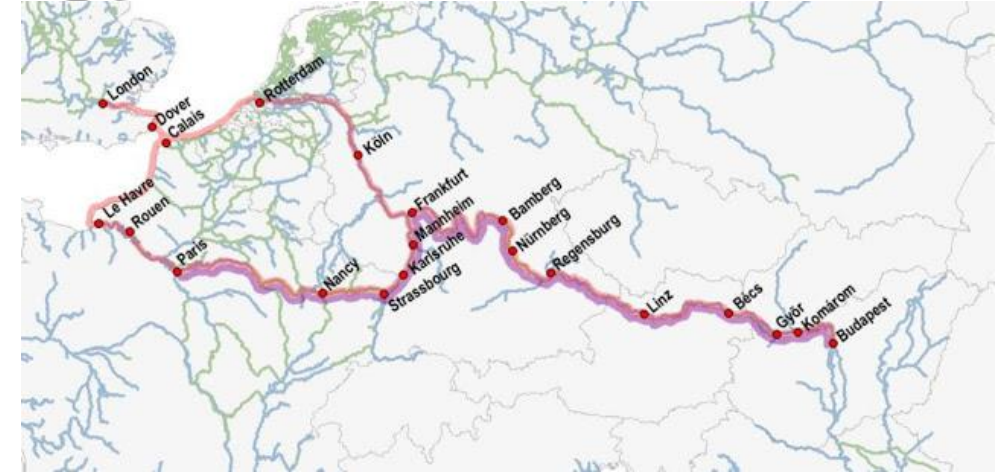 London
Dover
Calais
Rotterdam
Köln
Le Havre
Rouen
Paris
Nancy
Strassbourg
Karlsruhe
Mannheim
Frankfurt
Bamberg
Nürnberg
Regensburg
Linz
Bécs
Győr
Komárom
Budapest